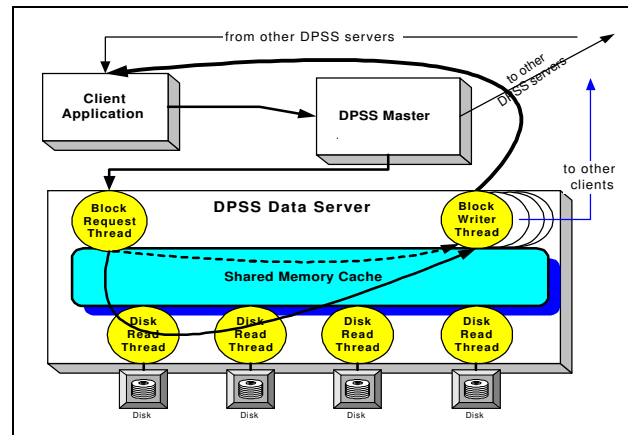 from other DPSS servers
to other
DPSS servers
Client
Application
DPSS Master
to other
clients
Block
Request
Thread
DPSS Data Server
Block
Writer
Thread
Shared Memory Cache
Disk
Read
Thread
Disk
Read
Thread
Disk
Read
Thread
Disk
Read
Thread
Disk
Disk
Disk
Disk